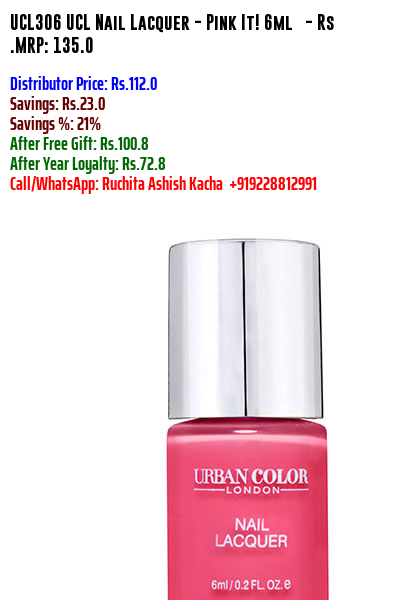 UCL306 UCL Nail Lacquer - Pink It! 6ml - Rs
.MRP: 135.0
Distributor Price: Rs.112.0
Savings: Rs.23.0
Savings %: 21%
After Free Gift: Rs.100.8
After Year Loyalty: Rs.72.8
Call/WhatsApp: Ruchita Ashish Kacha +919228812991
URBAN COLOR
LONDON
NAIL
LACQUER
6ml/0.2 FL. OZ. e